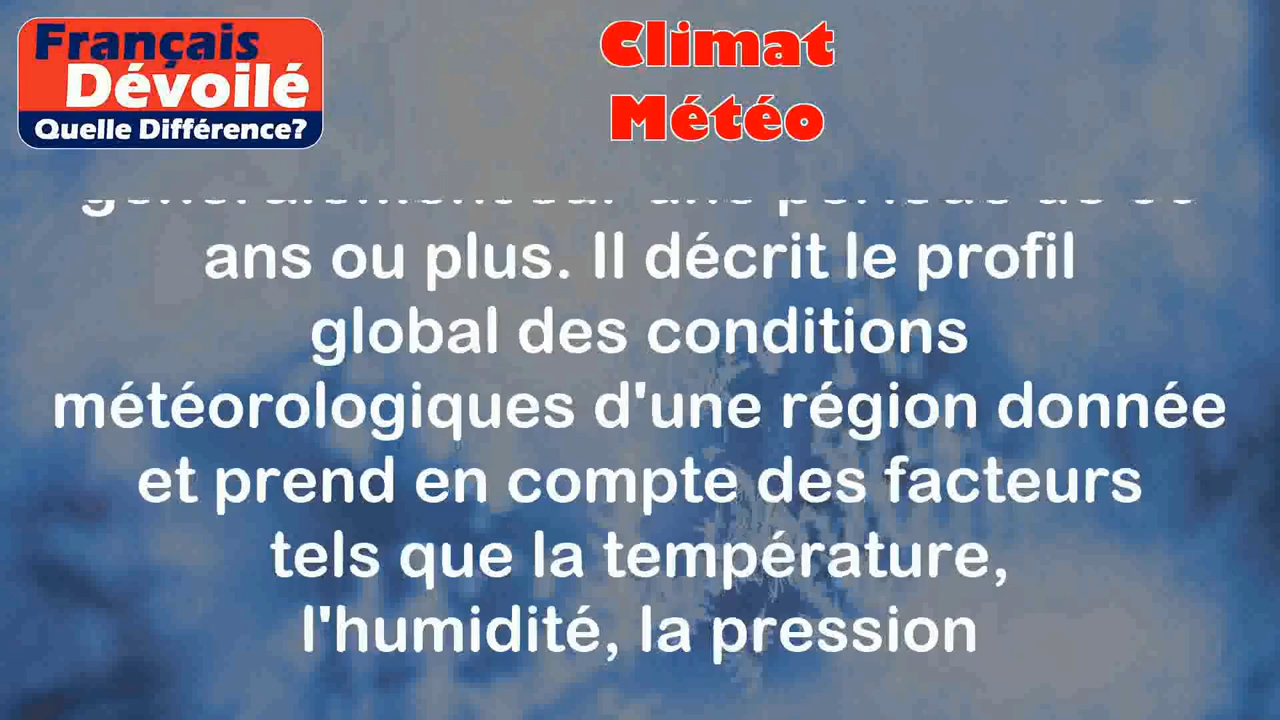 Français
Dévoilé
Quelle Différence?
Climat
Météo
ans ou plus. Il décrit le profil
global des conditions
météorologiques d'une région donnée
et prend en compte des facteurs
tels que la température,
l'humidité, la pression